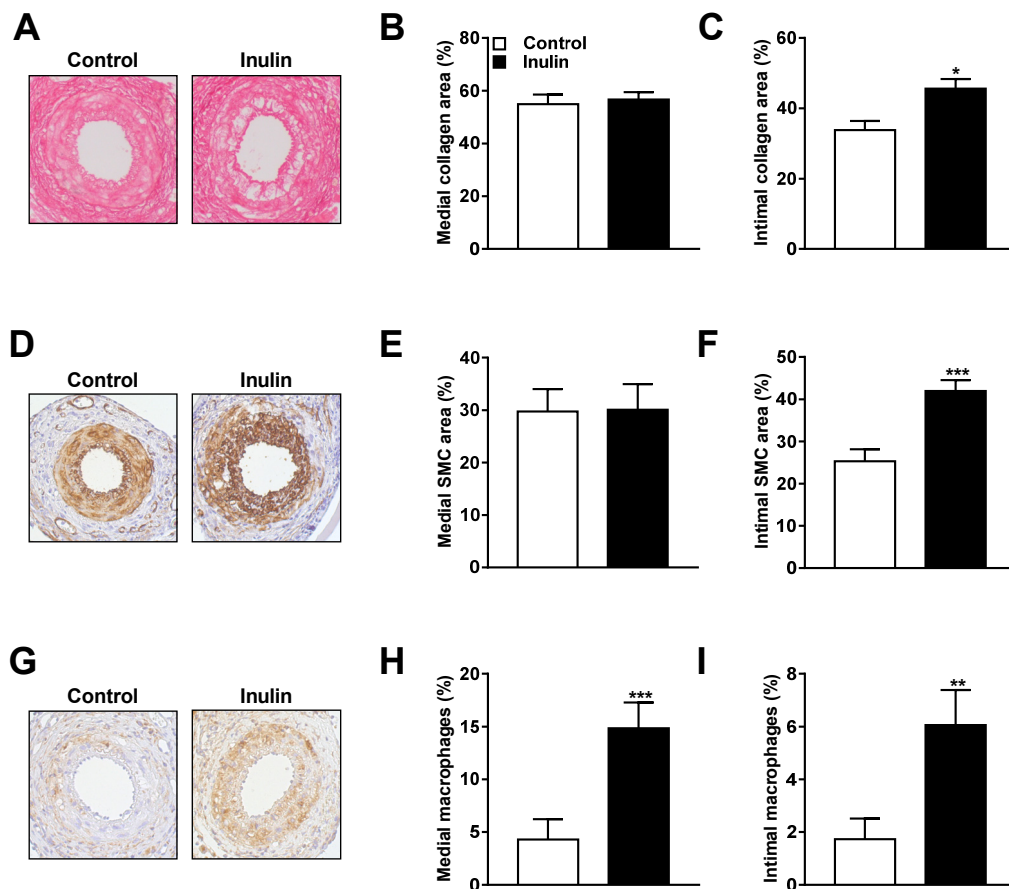 A
Control
Inulin
B
Medial collagen area (%)
80
60
40
20
0
Control
Inulin
C
Intimal collagen area (%)
60
40
20
0
*
D
Control
Inulin
E
Medial SMC area (%)
40
30
20
10
0
F
Intimal SMC area (%)
50
40
30
20
10
0
***
G
Control
Inulin
H
Medial macrophages (%)
20
15
10
5
0
***
I
Intimal macrophages (%)
8
6
4
2
0
**